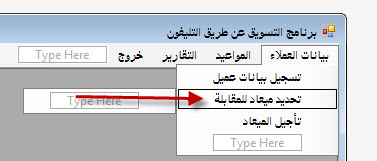 برنامج التسويق عن طريق التليفون
بيانات العملاء المواعيد التقارير خروج Type Here
تسجيل بيانات عميل
تحديد ميعاد للمقابلة Type Here
تأجيل الميعاد
Type Here